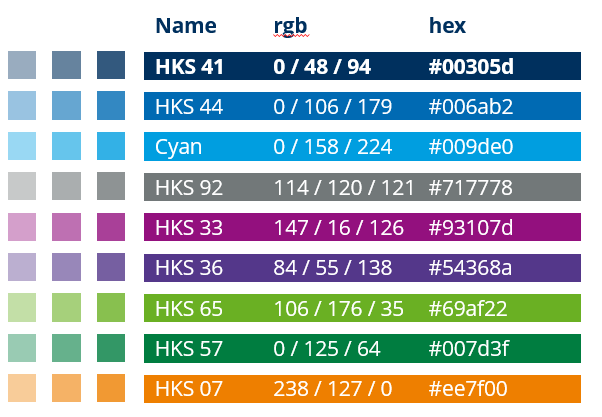 Name rgb hex
HKS 41 0 / 48 / 94 #00305d
HKS 44 0 / 106 / 179 #006ab2
Cyan 0 / 158 / 224 #009de0
HKS 92 114 / 120 / 121 #717778
HKS 33 147 / 16 / 126 #93107d
HKS 36 84 / 55 / 138 #54368a
HKS 65 106 / 176 / 35 #69af22
HKS 57 0 / 125 / 64 #007d3f
HKS 07 238 / 127 / 0 #ee7f00